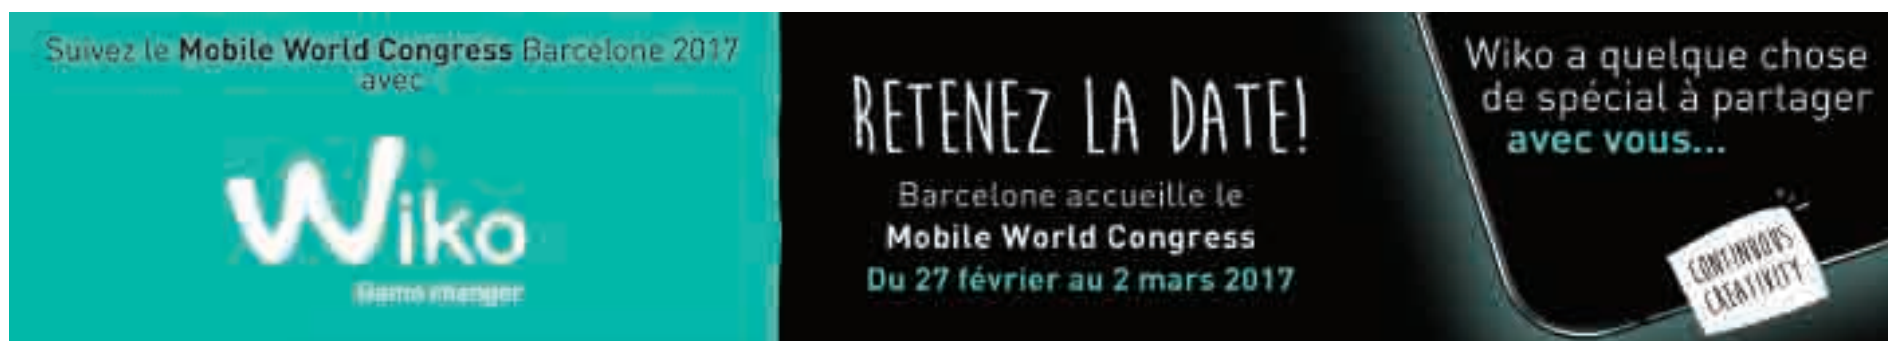 Suivez le Mobile World Congress Barcelone 2017
avec
Wiko
Game changer
RETENEZ LA DATE!
Barcelone accueille le
Mobile World Congress
Du 27 février au 2 mars 2017
Wiko a quelque chose
de spécial à partager
avec vous...
CONTINUOUS
CREATIVITY